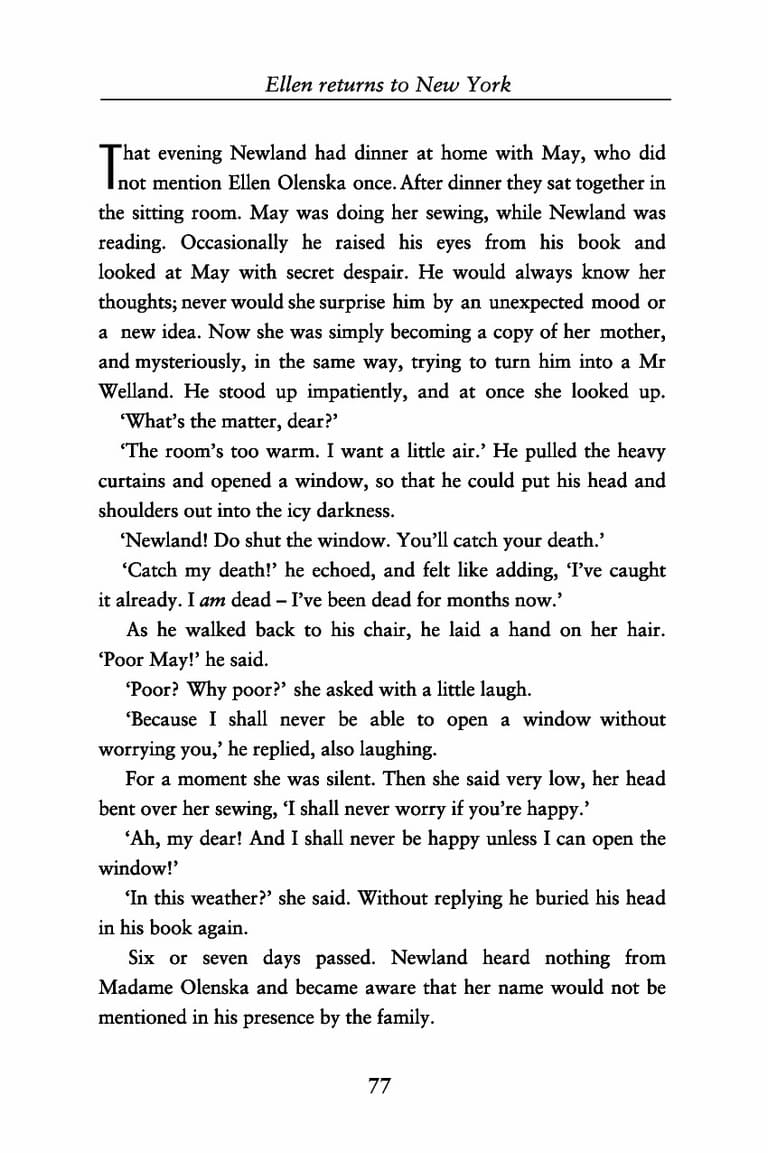 Ellen returns to New York
That evening Newland had dinner at home with May, who did
not mention Ellen Olenska once. After dinner they sat together in
the sitting room. May was doing her sewing, while Newland was
reading. Occasionally he raised his eyes from his book and
looked at May with secret despair. He would always know her
thoughts; never would she surprise him by an unexpected mood or
a new idea. Now she was simply becoming a copy of her mother,
and mysteriously, in the same way, trying to turn him into a Mr
Welland. He stood up impatiently, and at once she looked up.
‘What’s the matter, dear?’
‘The room’s too warm. I want a little air.’ He pulled the heavy
curtains and opened a window, so that he could put his head and
shoulders out into the icy darkness.
‘Newland! Do shut the window. You’ll catch your death.’
‘Catch my death!’ he echoed, and felt like adding, ‘I’ve caught
it already. I am dead – I’ve been dead for months now.’
As he walked back to his chair, he laid a hand on her hair.
‘Poor May!’ he said.
‘Poor? Why poor?’ she asked with a little laugh.
‘Because I shall never be able to open a window without
worrying you,’ he replied, also laughing.
For a moment she was silent. Then she said very low, her head
bent over her sewing, ‘I shall never worry if you’re happy.’
‘Ah, my dear! And I shall never be happy unless I can open the
window!’
‘In this weather?’ she said. Without replying he buried his head
in his book again.
Six or seven days passed. Newland heard nothing from
Madame Olenska and became aware that her name would not be
mentioned in his presence by the family.
77